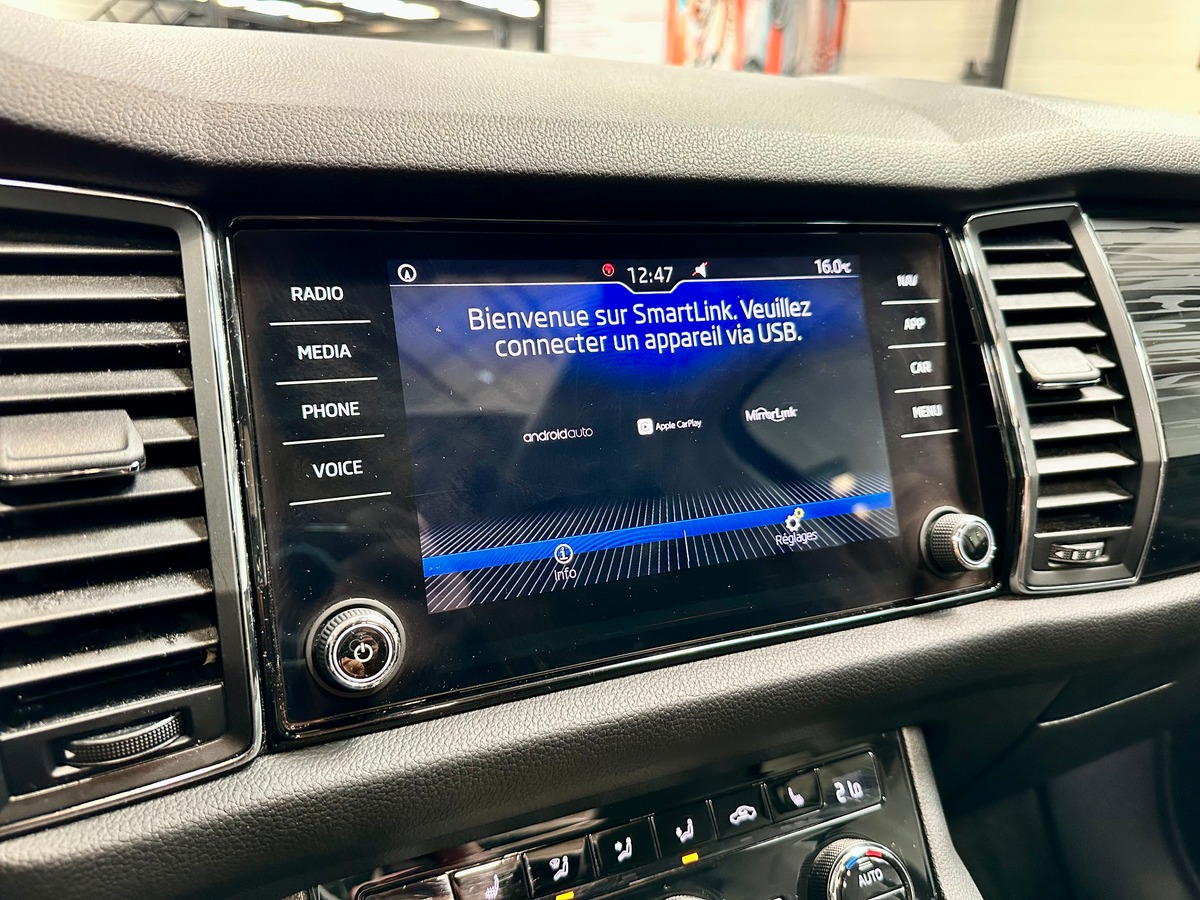 RADIO
MEDIA
PHONE
VOICE
12:47
16.0°C
Bienvenue sur SmartLink. Veuillez
connecter un appareil via USB.
androidauto
Apple CarPlay
MirrorLink
Info
Réglages
NAV
APP
CAR
MENU
AUTO